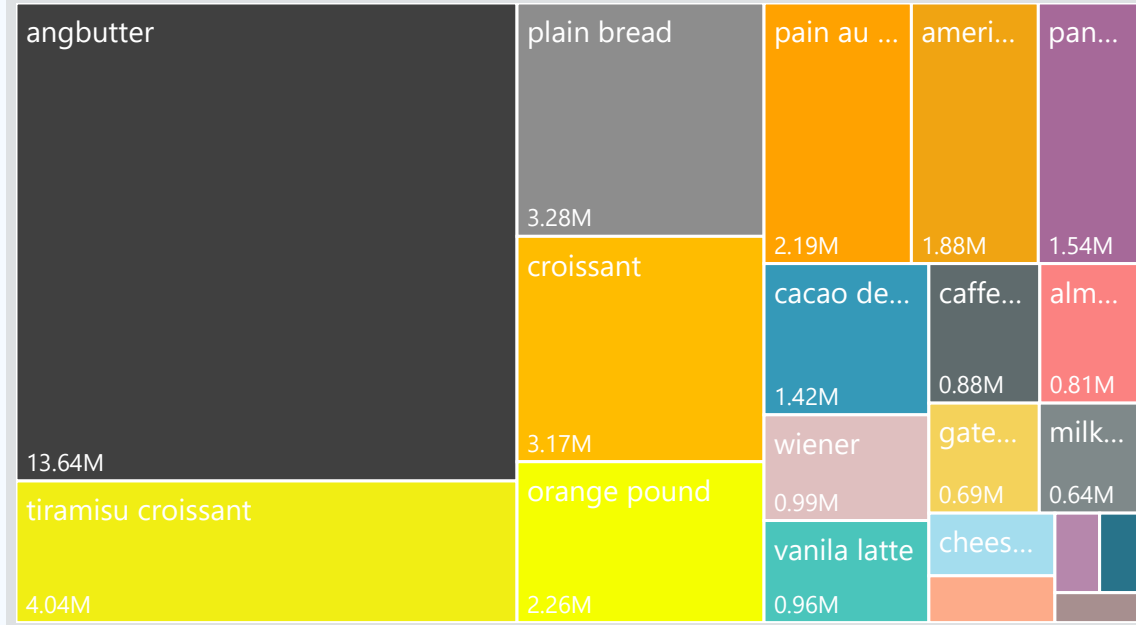 angbutter
13.64M
tiramisu croissant
4.04M
plain bread
3.28M
croissant
3.17M
orange pound
2.26M
pain au ...
2.19M
ameri...
1.88M
pan...
1.54M
cacao de...
1.42M
caffe...
0.88M
alm...
0.81M
wiener
0.99M
gate...
0.69M
milk...
0.64M
vanila latte
0.96M
chees...